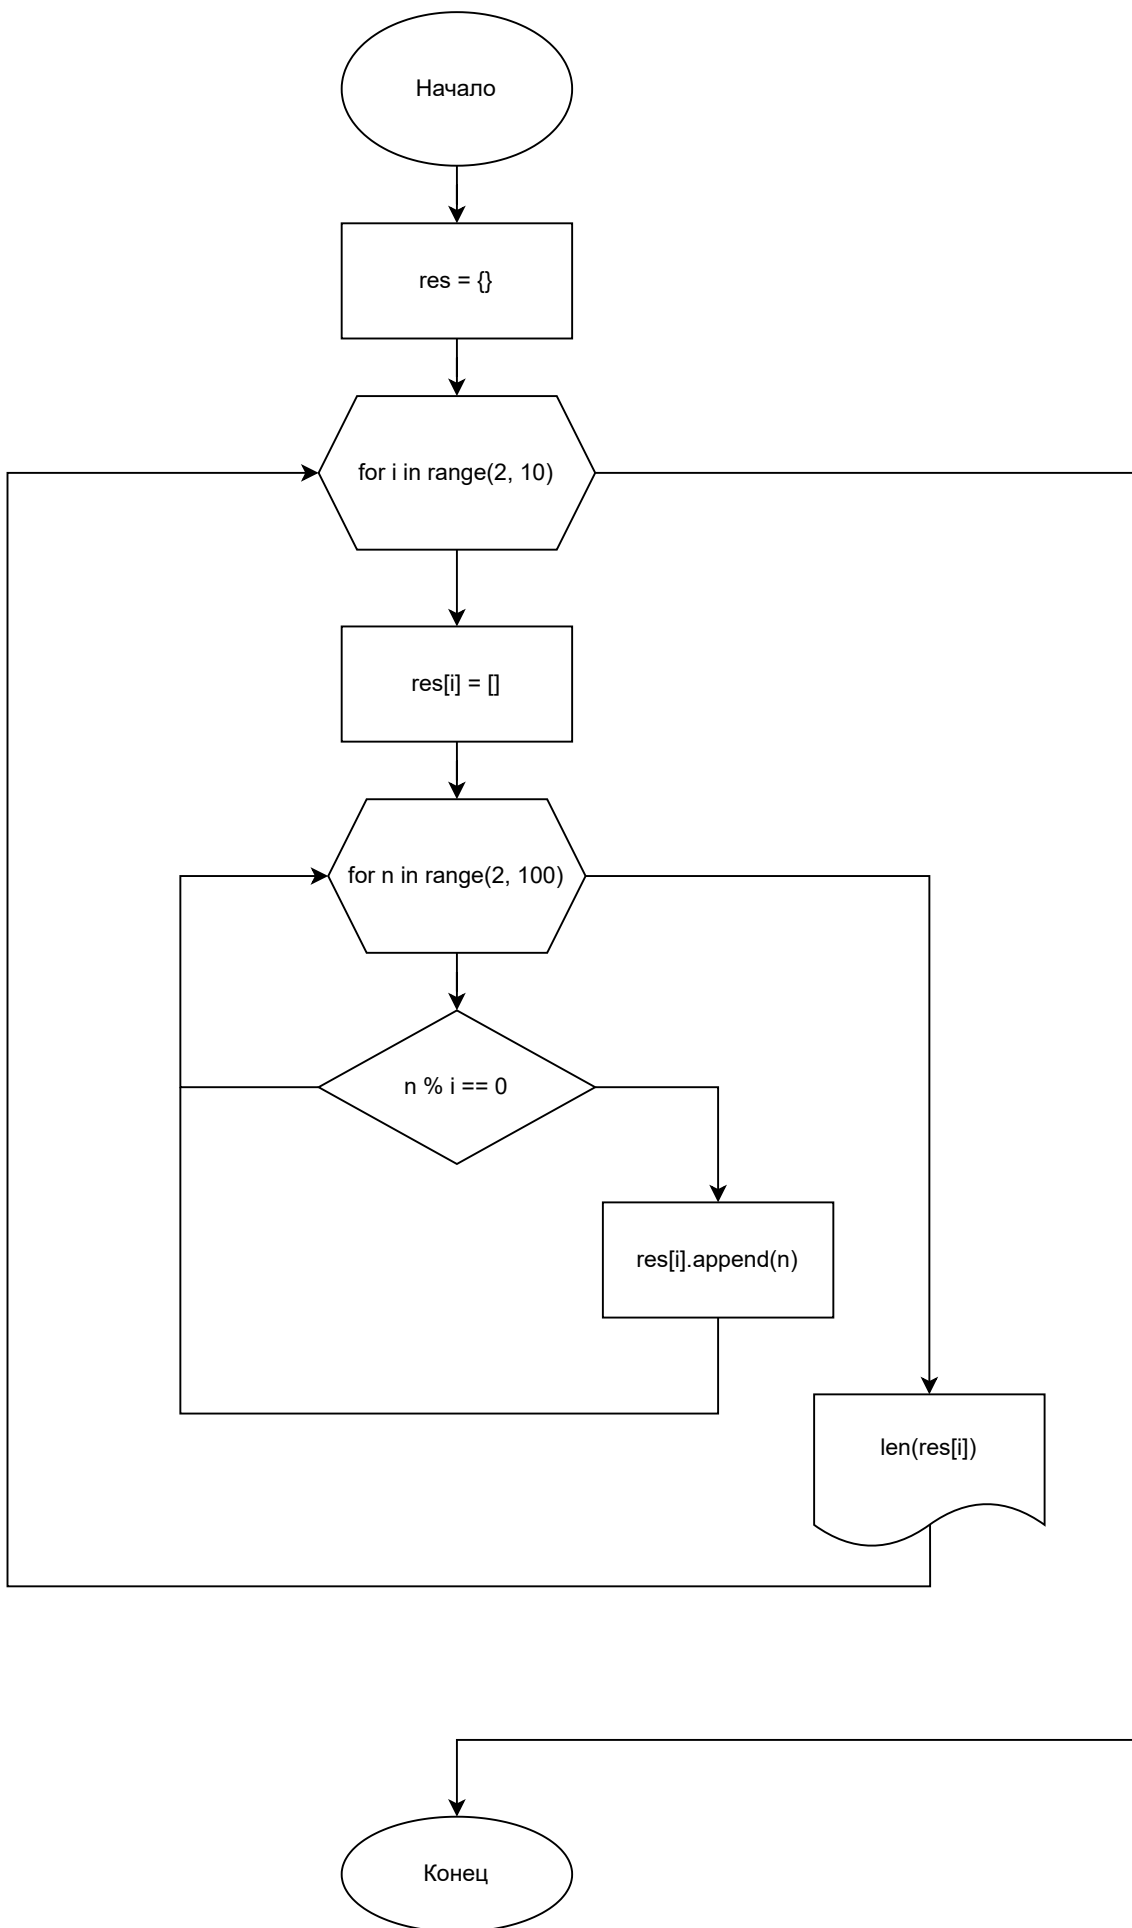 Начало
res = {}
for i in range(2, 10)
res[i] = []
for n in range(2, 100)
n % i == 0
res[i].append(n)
len(res[i])
Конец